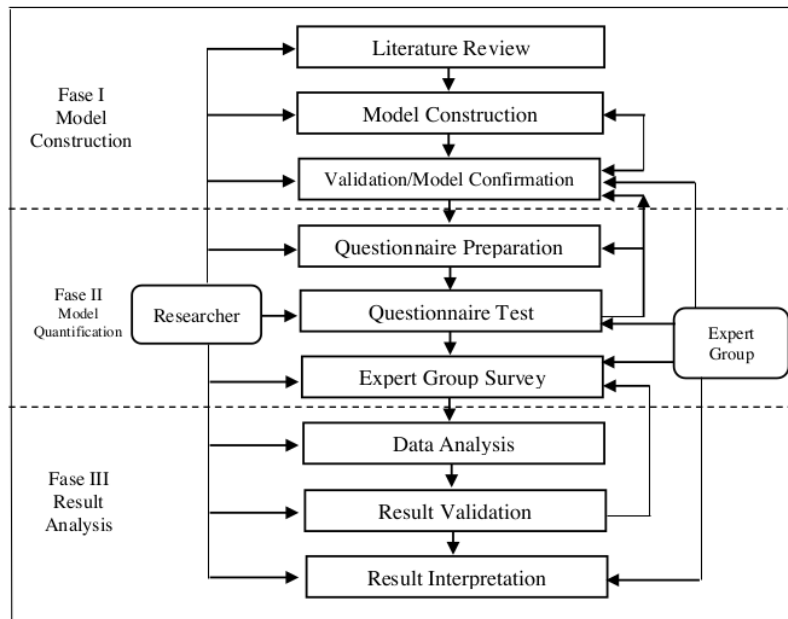 Literature Review
Fase I
Model
Construction
Model Construction
Validation/Model Confirmation
Questionnaire Preparation
Fase II
Model
Quantification
Researcher
Questionnaire Test
Expert
Group
Expert Group Survey
Data Analysis
Fase III
Result
Analysis
Result Validation
Result Interpretation